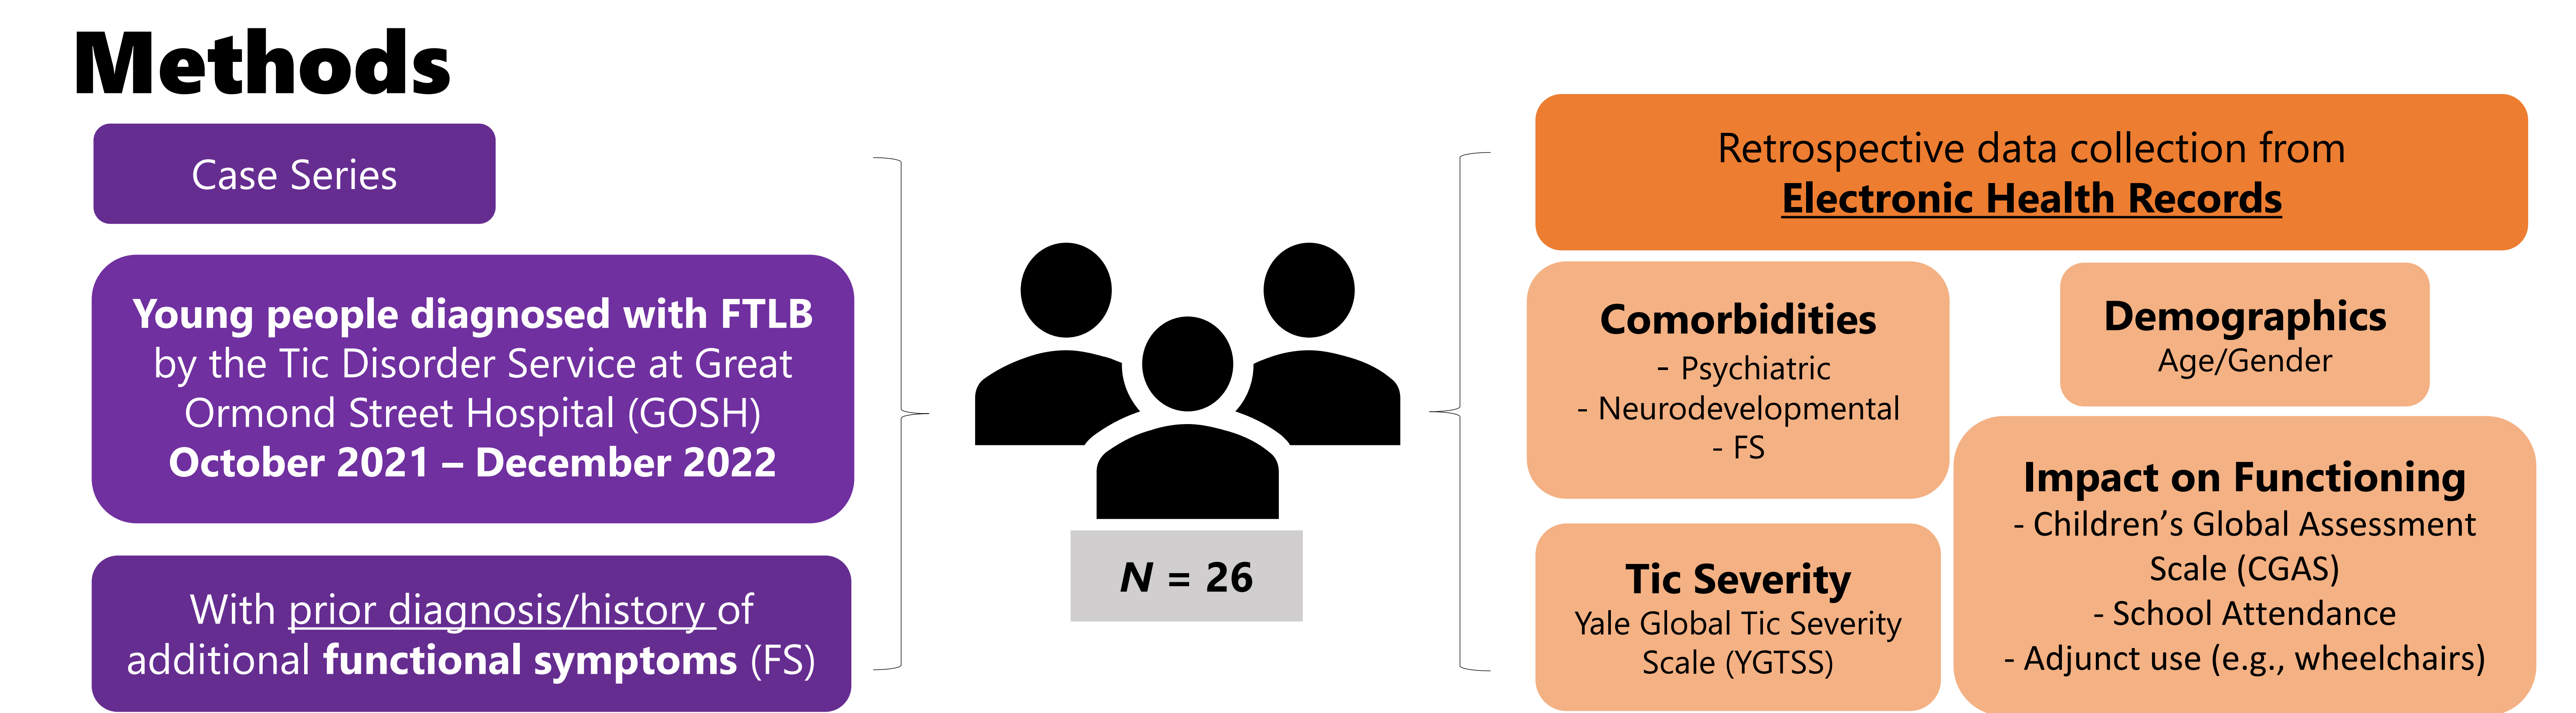 Methods
Case Series
Young people diagnosed with FTLB
by the Tic Disorder Service at Great
Ormond Street Hospital (GOSH)
October 2021 – December 2022
With prior diagnosis/history of
additional functional symptoms (FS)
N = 26
Retrospective data collection from
Electronic Health Records
Comorbidities
- Psychiatric
- Neurodevelopmental
- FS
Demographics
Age/Gender
Tic Severity
Yale Global Tic Severity
Scale (YGTSS)
Impact on Functioning
- Children’s Global Assessment
Scale (CGAS)
- School Attendance
- Adjunct use (e.g., wheelchairs)